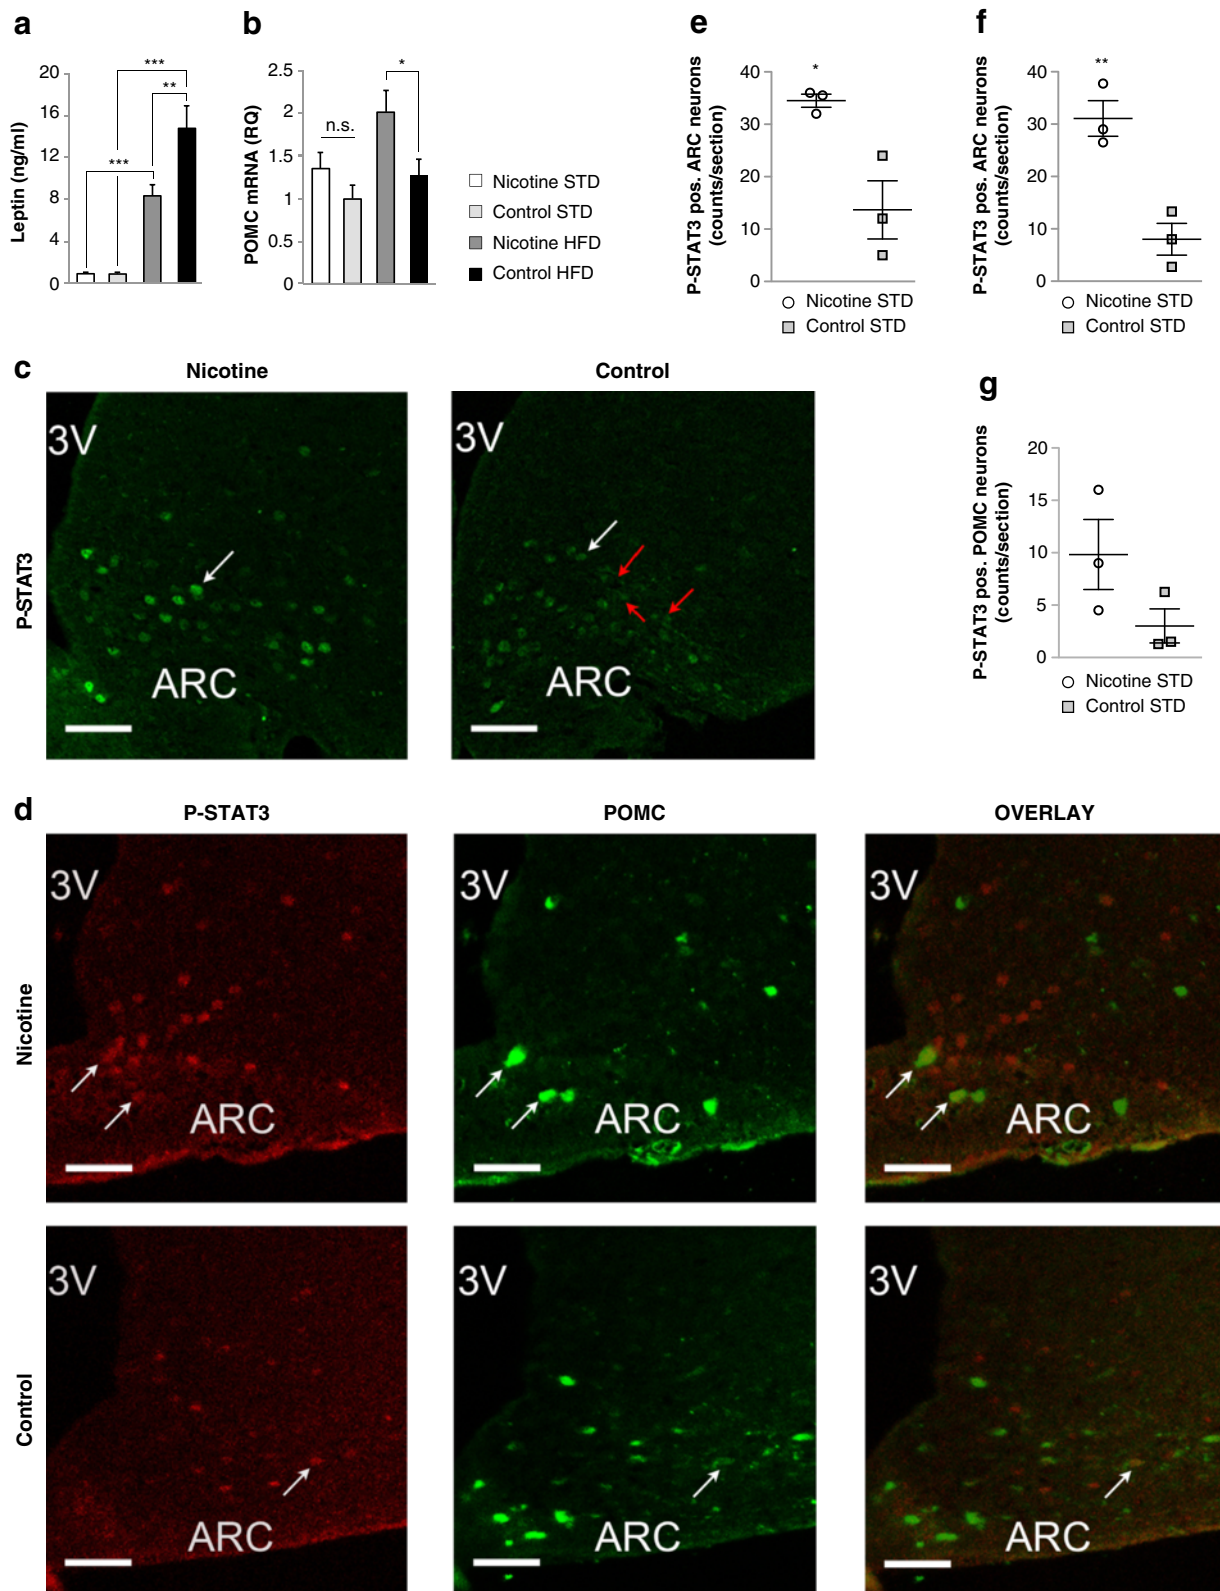 a
Leptin (ng/ml)
20
16
12
8
4
0
***
***
**
b
POMC mRNA (RQ)
2.5
2
1.5
1
0.5
0
n.s.
*
Nicotine STD
Control STD
Nicotine HFD
Control HFD
e
P-STAT3 pos. ARC neurons
(counts/section)
40
30
20
10
0
*
Nicotine STD
Control STD
f
P-STAT3 pos. ARC neurons
(counts/section)
40
30
20
10
0
**
Nicotine STD
Control STD
c
Nicotine
Control
P-STAT3
3V
ARC
3V
ARC
g
P-STAT3 pos. POMC neurons
(counts/section)
20
15
10
5
0
Nicotine STD
Control STD
d
P-STAT3
POMC
OVERLAY
Nicotine
3V
ARC
3V
ARC
3V
ARC
Control
3V
ARC
3V
ARC
3V
ARC